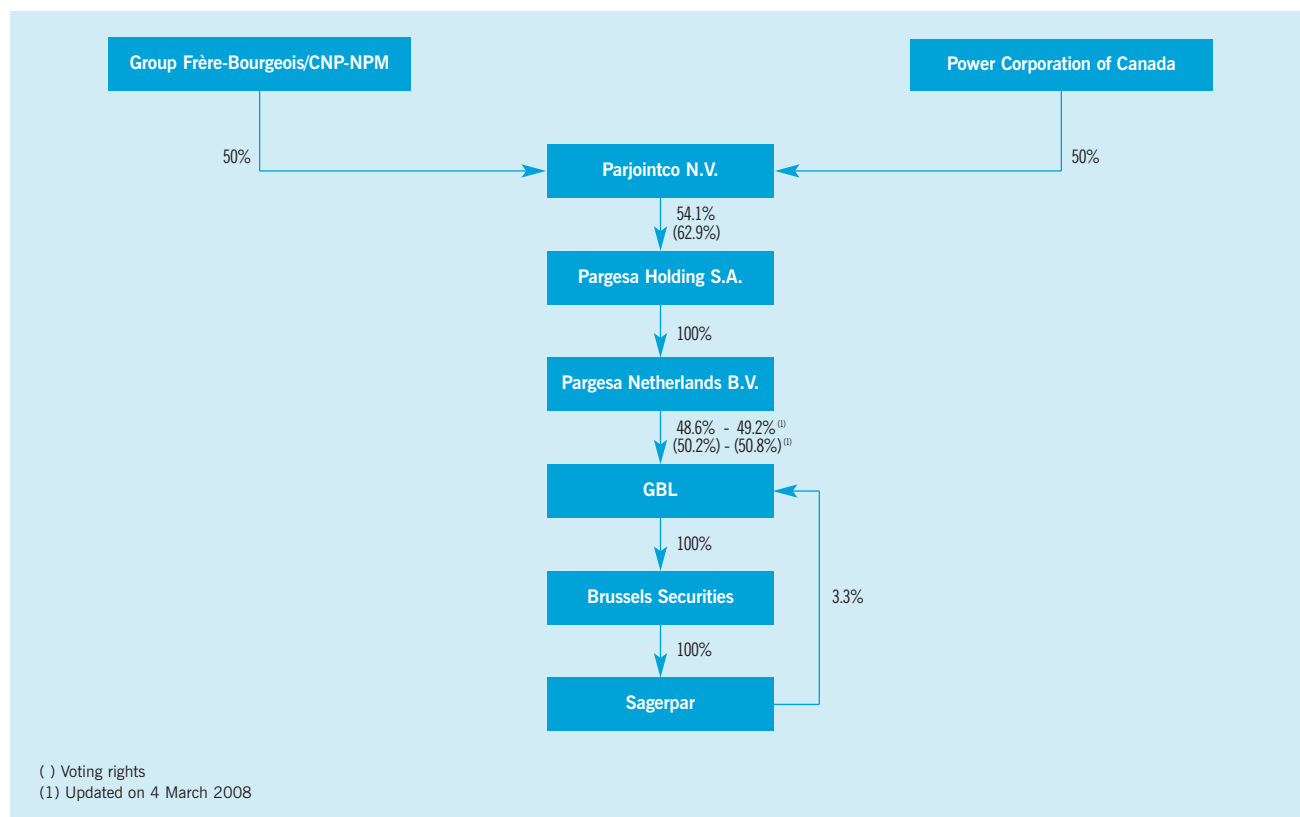 Group Frère-Bourgeois/CNP-NPM
Power Corporation of Canada
50%
50%
Parjointco N.V.
54.1%
(62.9%)
Pargesa Holding S.A.
100%
Pargesa Netherlands B.V.
48.6% - 49.2% (1)
(50.2%) - (50.8%) (1)
GBL
100%
Brussels Securities
3.3%
100%
Sagerpar
( ) Voting rights
(1) Updated on 4 March 2008